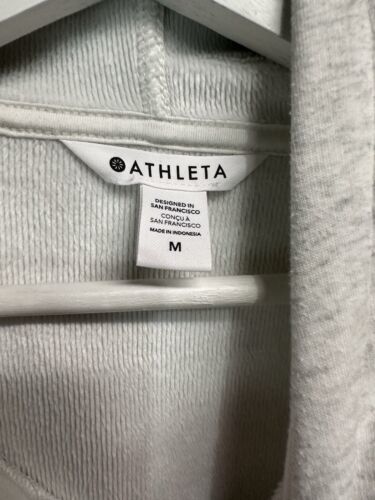 ATHLETA
DESIGNED IN
SAN FRANCISCO
CONÇU À
SAN FRANCISCO
MADE IN INDONESIA
M